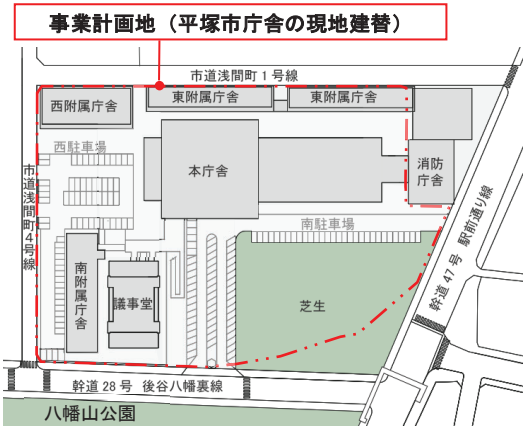 事業計画地(平塚市庁舎の現地建替)
市道浅間町1号線
西附属庁舎
東附属庁舎
東附属庁舎
西駐車場
本庁舎
消防
庁舎
市道浅間町4号線
南駐車場
幹道47号 駅前通り線
南附属庁舎
議事堂
芝生
幹道28号 後谷八幡裏線
八幡山公園